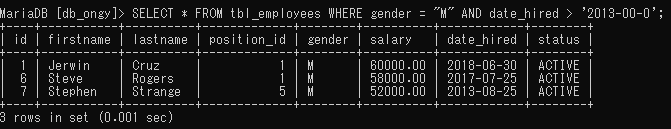 MariaDB [db_ongy]> SELECT * FROM tbl_employees WHERE gender = "M" AND date_hired > '2013-00-0';
+----+-----------+----------+-------------+--------+----------+------------+--------+
| id | firstname | lastname | position_id | gender | salary   | date_hired | status |
+----+-----------+----------+-------------+--------+----------+------------+--------+
|  1 | Jerwin    | Cruz     |           1 | M      | 60000.00 | 2018-06-30 | ACTIVE |
|  6 | Steve     | Rogers   |           1 | M      | 58000.00 | 2017-07-25 | ACTIVE |
|  7 | Stephen   | Strange  |           5 | M      | 52000.00 | 2013-08-25 | ACTIVE |
+----+-----------+----------+-------------+--------+----------+------------+--------+
3 rows in set (0.001 sec)